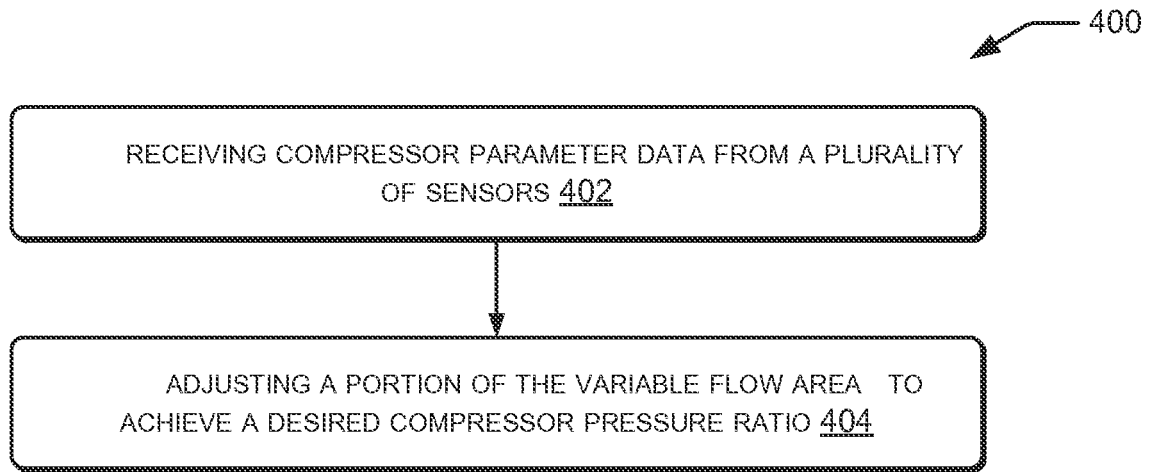 400
RECEIVING COMPRESSOR PARAMETER DATA FROM A PLURALITY
OF SENSORS 402
ADJUSTING A PORTION OF THE VARIABLE FLOW AREA TO
ACHIEVE A DESIRED COMPRESSOR PRESSURE RATIO 404